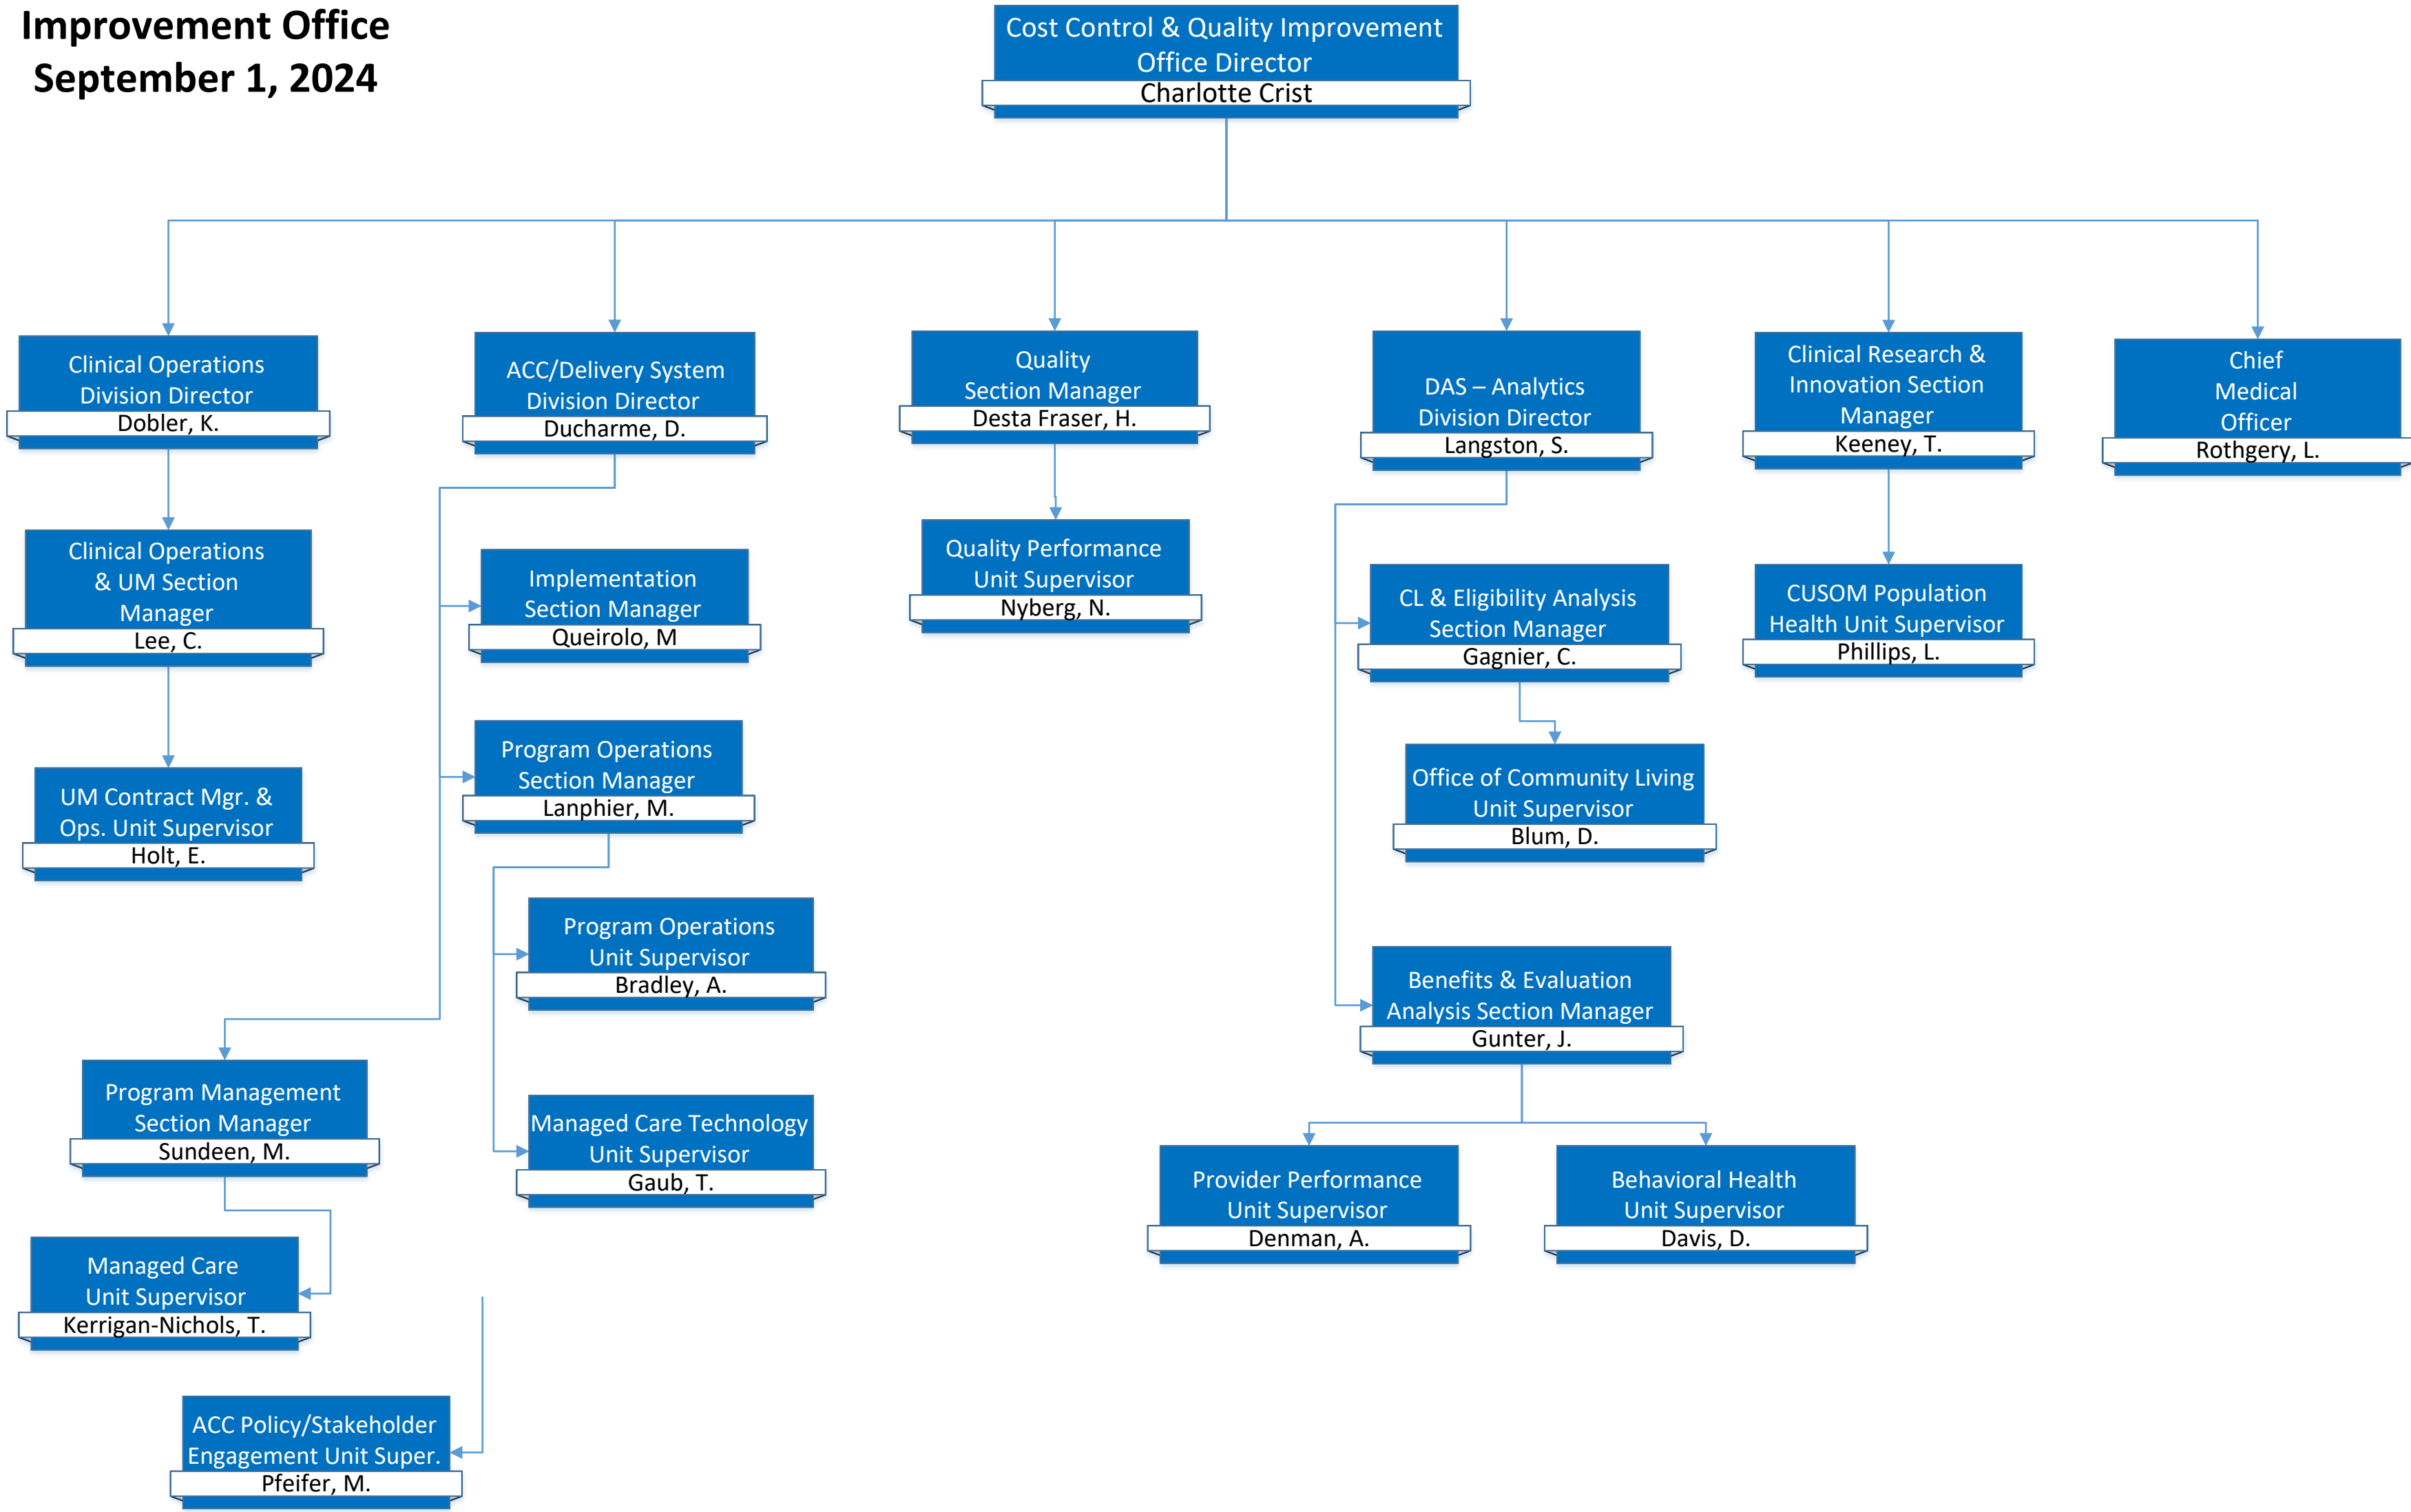 Improvement Office
September 1, 2024
Cost Control & Quality Improvement
Office Director
Charlotte Crist
Clinical Operations
Division Director
Dobler, K.
ACC/Delivery System
Division Director
Ducharme, D.
Quality
Section Manager
Desta Fraser, H.
DAS – Analytics
Division Director
Langston, S.
Clinical Research &
Innovation Section
Manager
Keeney, T.
Chief
Medical
Officer
Rothgery, L.
Clinical Operations
& UM Section
Manager
Lee, C.
Implementation
Section Manager
Queirolo, M
Quality Performance
Unit Supervisor
Nyberg, N.
CL & Eligibility Analysis
Section Manager
Gagnier, C.
CUSOM Population
Health Unit Supervisor
Phillips, L.
UM Contract Mgr. &
Ops. Unit Supervisor
Holt, E.
Program Operations
Section Manager
Lanphier, M.
Office of Community Living
Unit Supervisor
Blum, D.
Program Operations
Unit Supervisor
Bradley, A.
Benefits & Evaluation
Analysis Section Manager
Gunter, J.
Program Management
Section Manager
Sundeen, M.
Managed Care Technology
Unit Supervisor
Gaub, T.
Provider Performance
Unit Supervisor
Denman, A.
Behavioral Health
Unit Supervisor
Davis, D.
Managed Care
Unit Supervisor
Kerrigan-Nichols, T.
ACC Policy/Stakeholder
Engagement Unit Super.
Pfeifer, M.